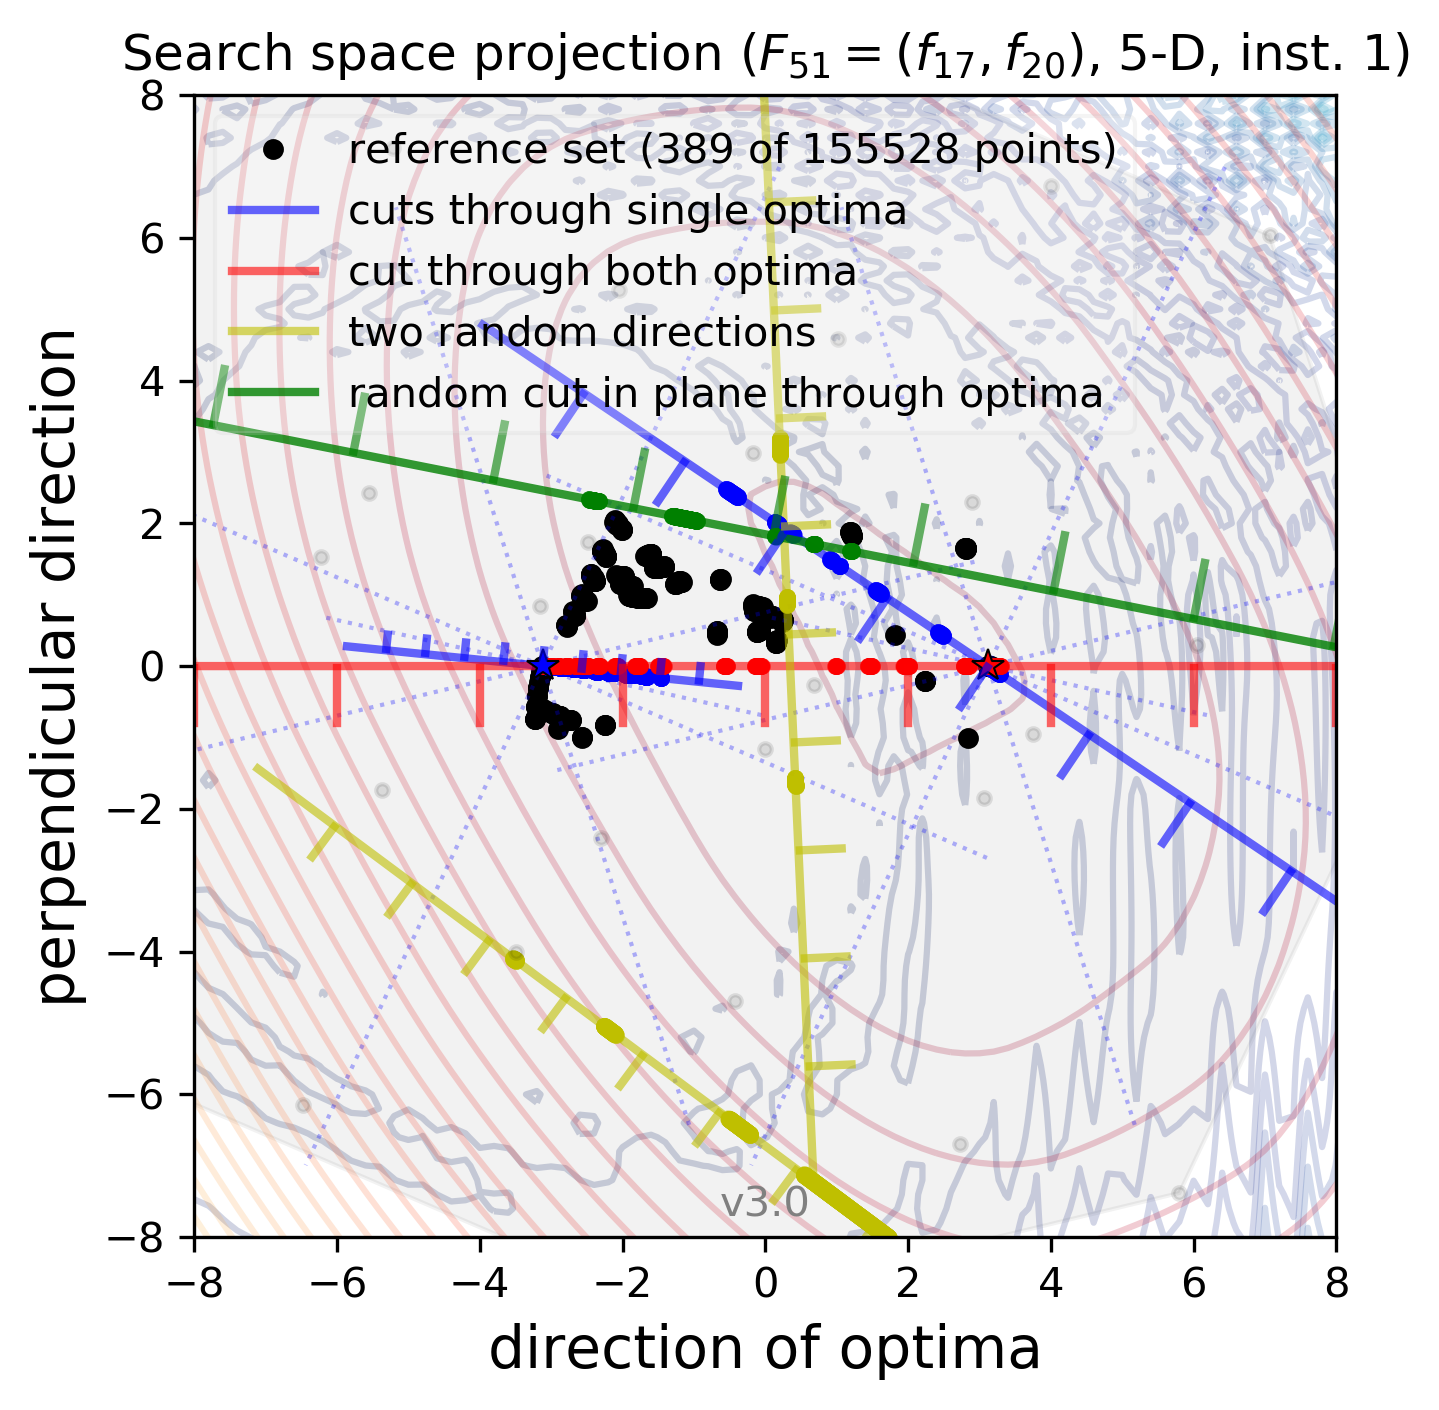 Search space projection (F51 = (f17, f20), 5-D, inst. 1)
reference set (389 of 155528 points)
cuts through single optima
cut through both optima
two random directions
random cut in plane through optima
perpendicular direction
8
6
4
2
0
−2
−4
−6
−8
v3.0
−8 −6 −4 −2 0 2 4 6 8
direction of optima